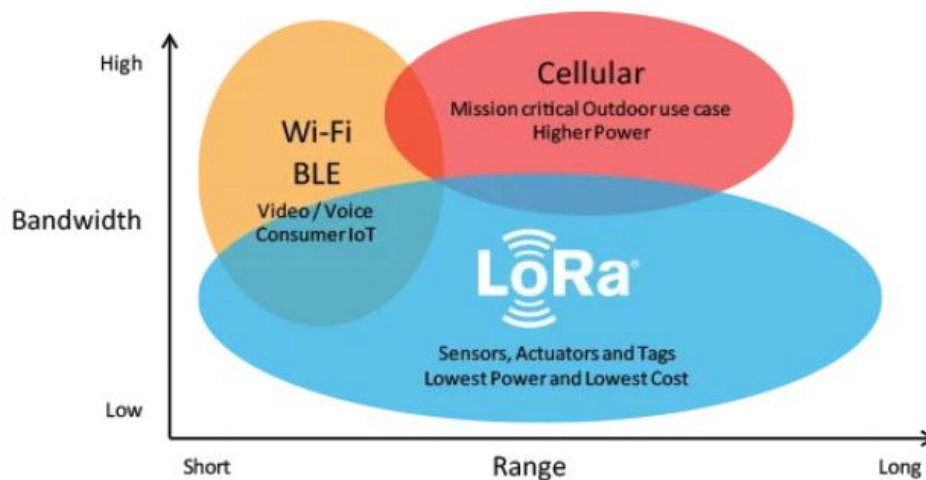 High
Bandwidth
Low
Wi-Fi
BLE
Video / Voice
Consumer IoT
Cellular
Mission critical Outdoor use case
Higher Power
LoRa®
Sensors, Actuators and Tags
Lowest Power and Lowest Cost
Short
Range
Long